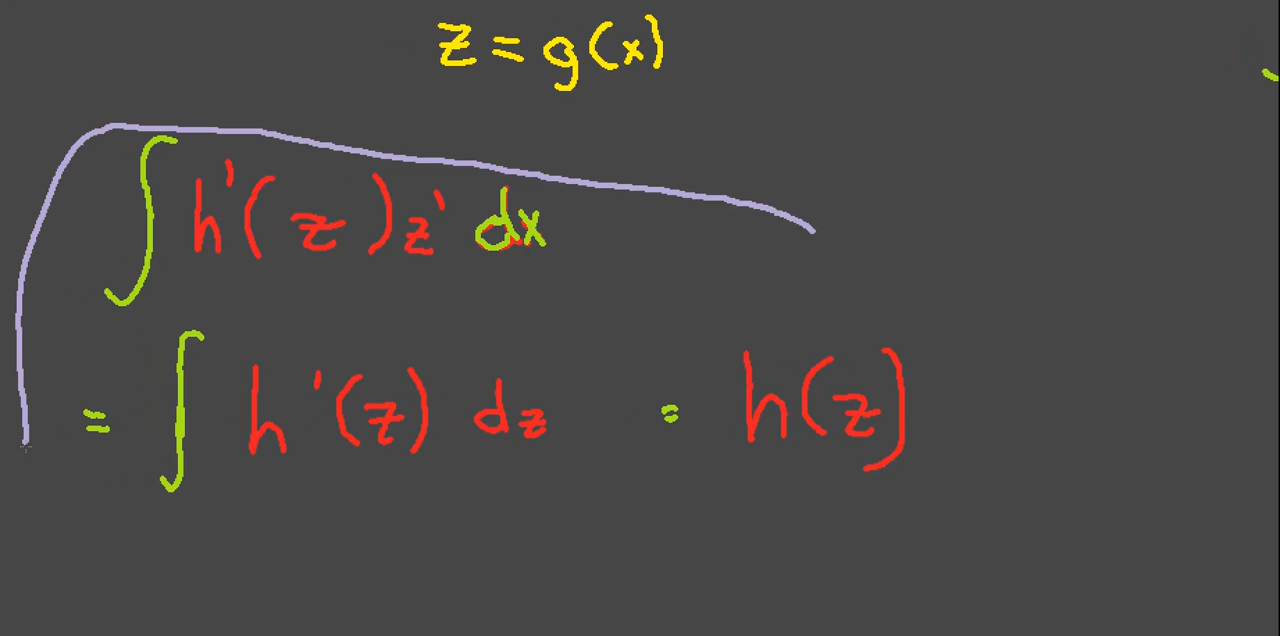 z = g(x)
∫ h'(z) z' dx
= ∫ h'(z) dz = h(z)